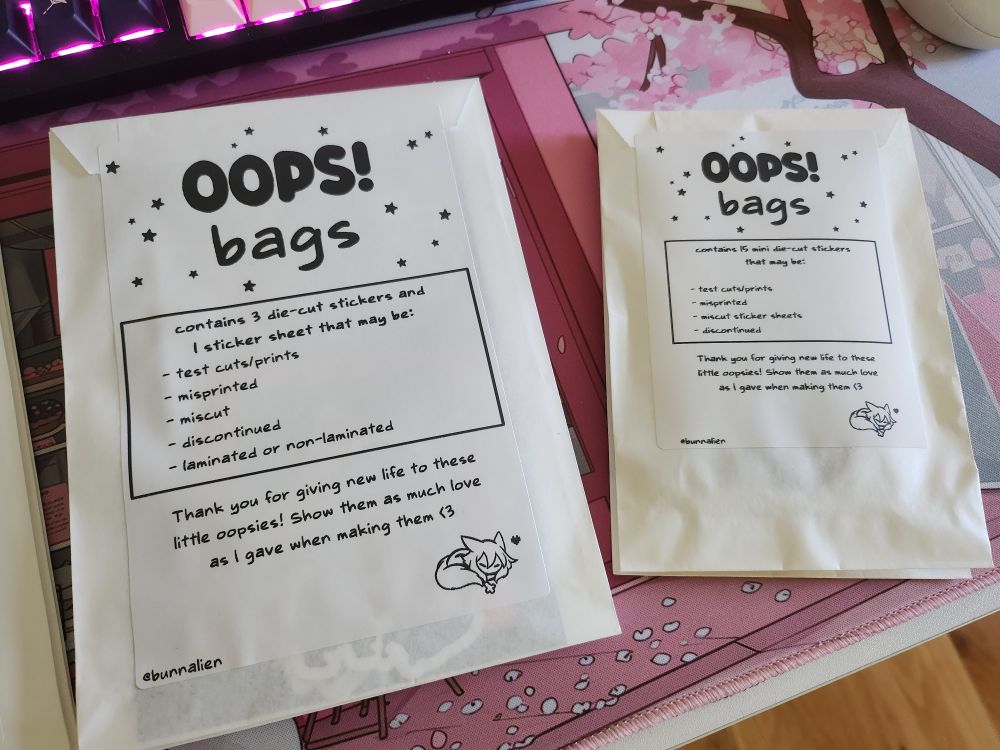 OOPS!
bags
contains 3 die-cut stickers and
1 sticker sheet that may be:
- test cuts/prints
- misprinted
- miscut
- discontinued
- laminated or non-laminated
Thank you for giving new life to these
little oopsies! Show them as much love
as I gave when making them <3
@bunnalien
OOPS!
bags
contains 15 mini die-cut stickers
that may be:
- test cuts/prints
- misprinted
- miscut sticker sheets
- discontinued
Thank you for giving new life to these
little oopsies! Show them as much love
as I gave when making them <3
@bunnalien